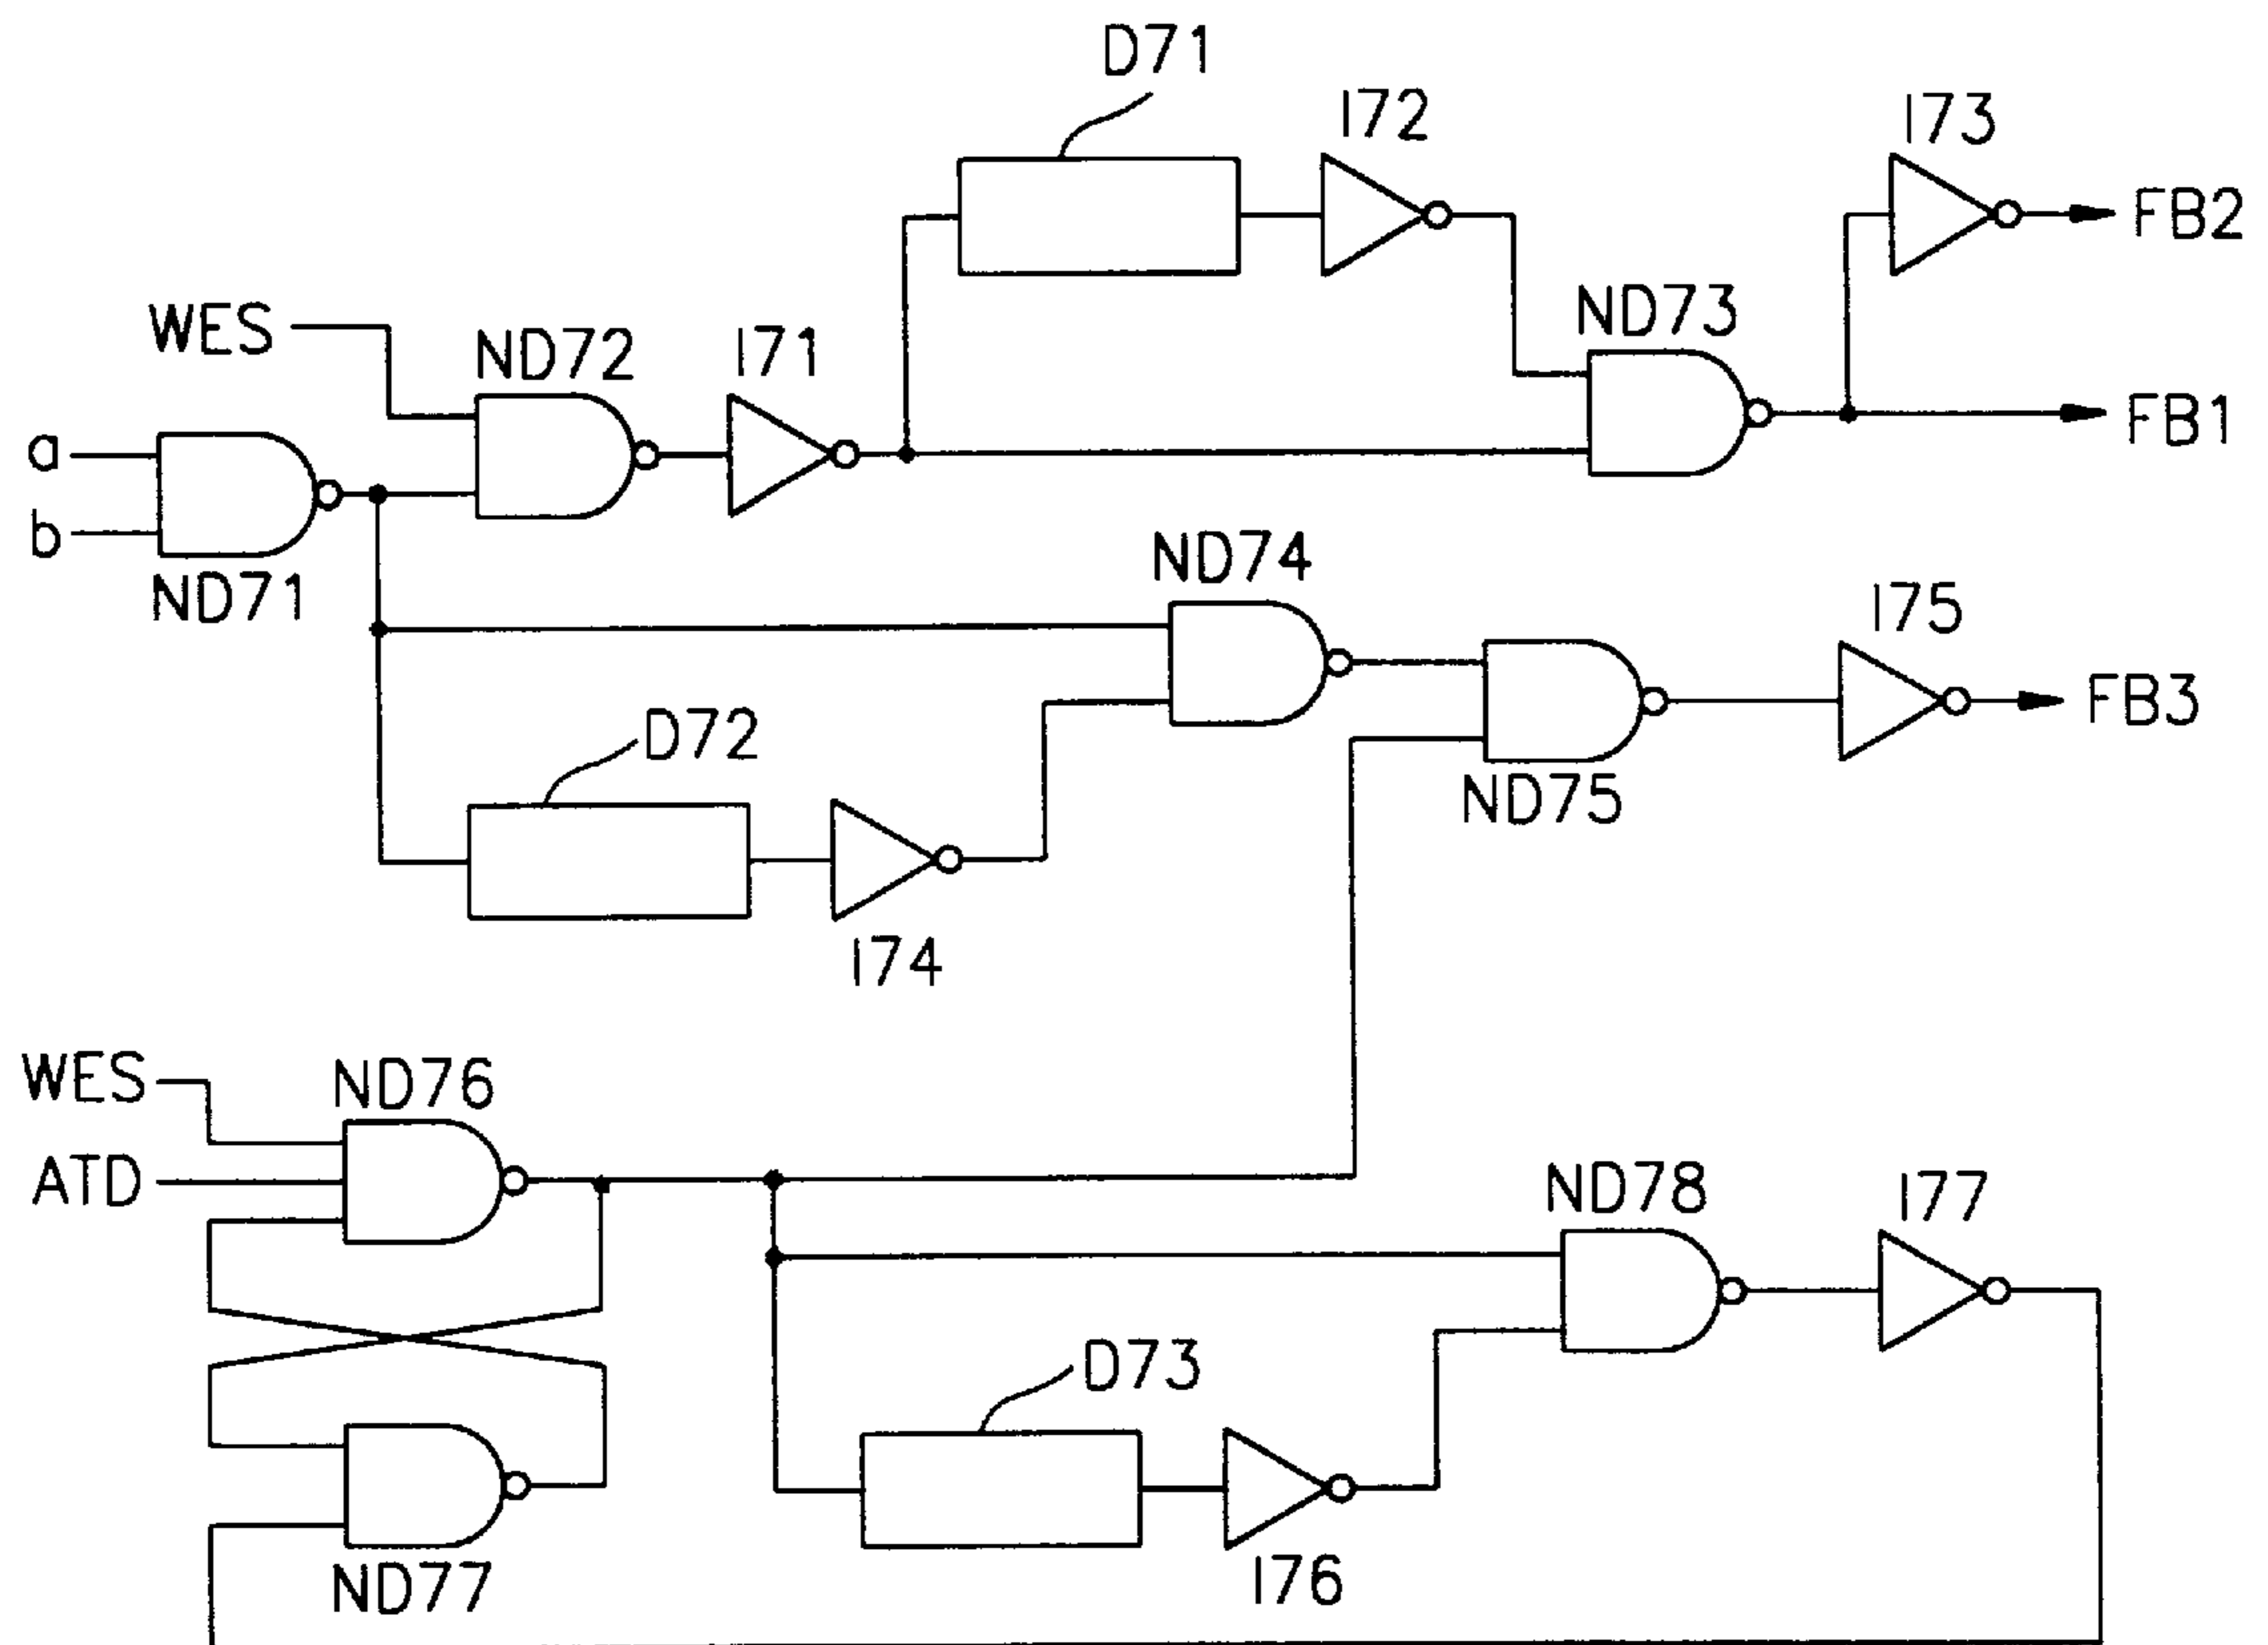 D71
I72
I73
FB2
WES
ND72
I71
ND73
FB1
a
b
ND71
ND74
I75
D72
FB3
ND75
I74
WES
ND76
ATD
ND78
I77
D73
ND77
I76